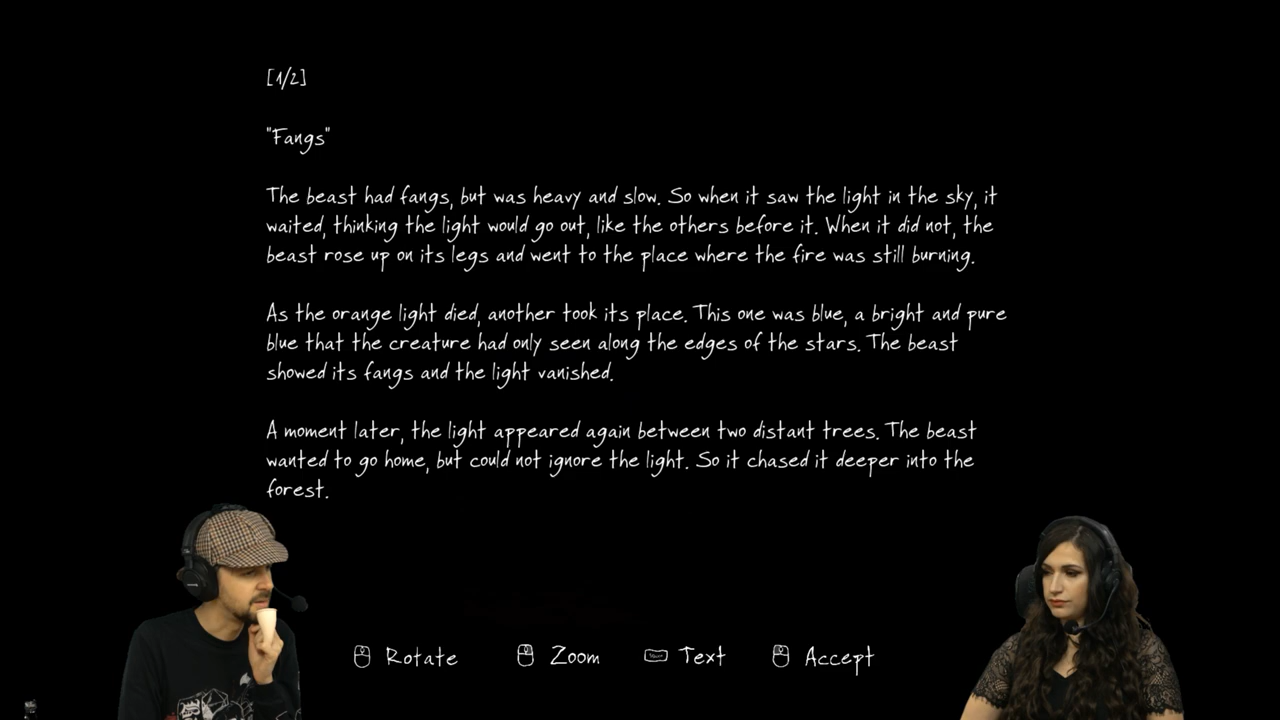 [1/2]
"Fangs"
The beast had fangs, but was heavy and slow. So when it saw the light in the sky, it
waited, thinking the light would go out, like the others before it. When it did not, the
beast rose up on its legs and went to the place where the fire was still burning.
As the orange light died, another took its place. This one was blue, a bright and pure
blue that the creature had only seen along the edges of the stars. The beast
showed its fangs and the light vanished.
A moment later, the light appeared again between two distant trees. The beast
wanted to go home, but could not ignore the light. So it chased it deeper into the
forest.
Rotate Zoom Text Accept